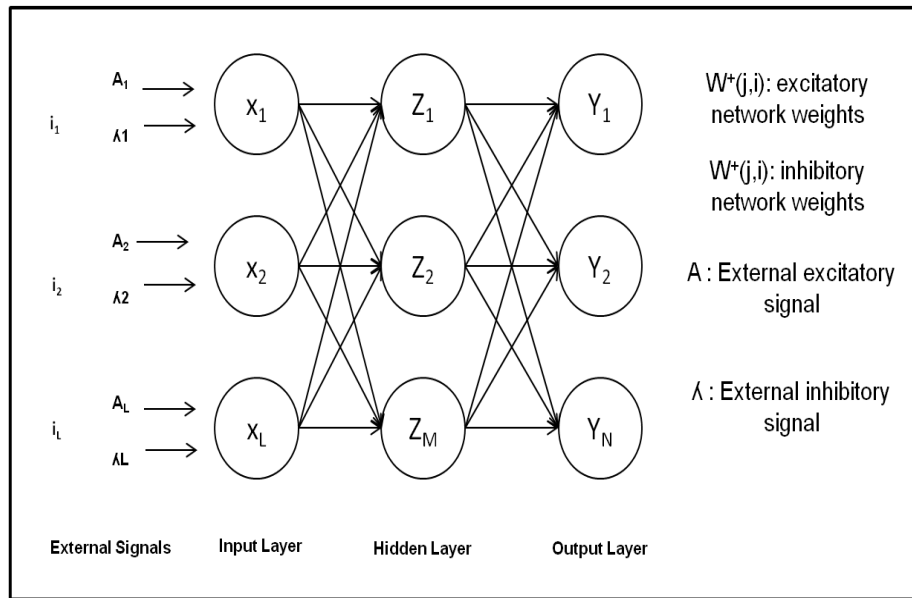 A₁
i₁
ʎ1
X₁
Z₁
Y₁
A₂
i₂
ʎ2
X₂
Z₂
Y₂
A_L
i_L
ʎL
X_L
Z_M
Y_N
W⁺(j,i): excitatory
network weights
W⁺(j,i): inhibitory
network weights
A : External excitatory
signal
ʎ : External inhibitory
signal
External Signals
Input Layer
Hidden Layer
Output Layer